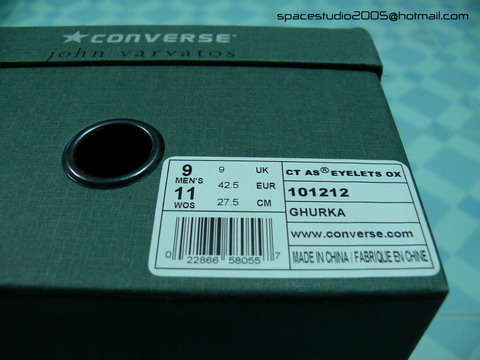 spacestudio2005@hotmail.com
CONVERSE®
john varvatos
9 MEN'S 9 UK
11 WOS 42.5 EUR
27.5 CM
0 22866 58055 7
CT AS® EYELETS OX
101212
GHURKA
www.converse.com
MADE IN CHINA / FABRIQUE EN CHINE